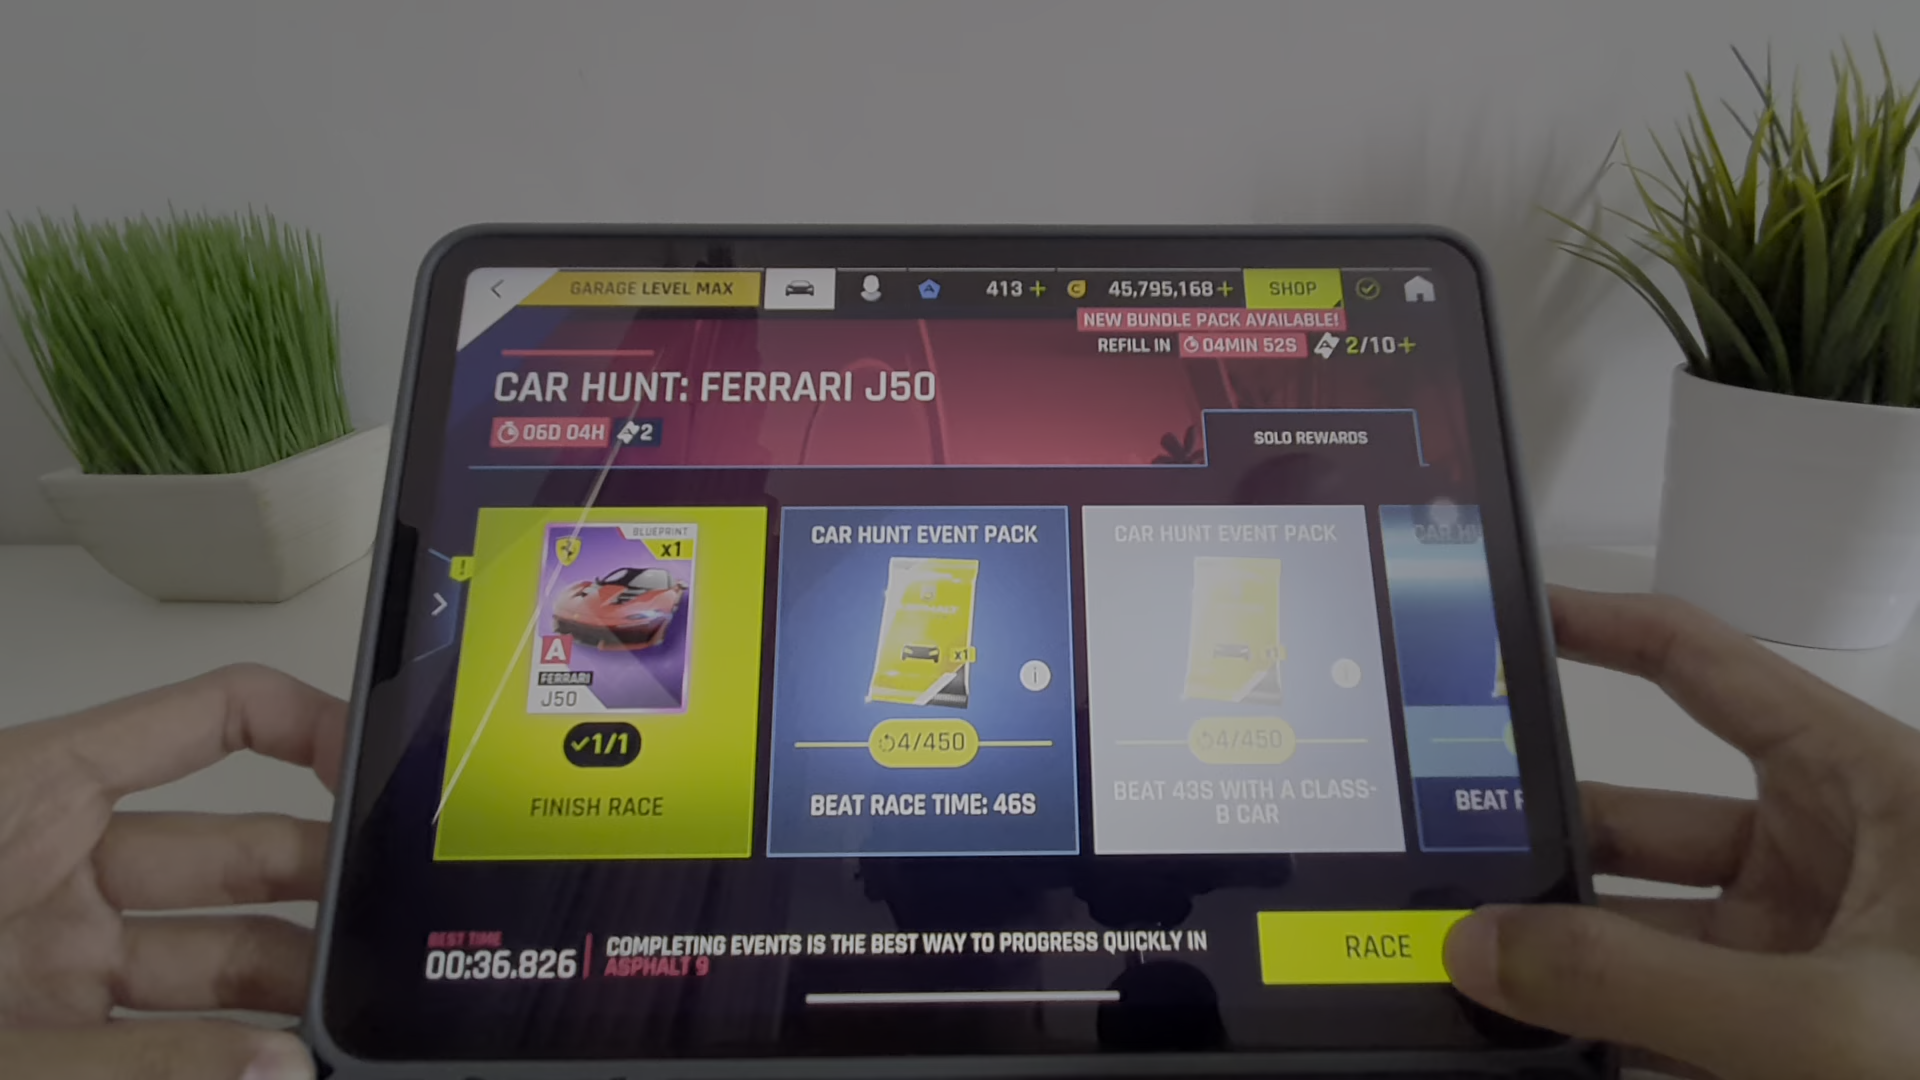 GARAGE LEVEL MAX
413
45,795,168
SHOP
NEW BUNDLE PACK AVAILABLE!
REFILL IN 04MIN 52S 2/10
CAR HUNT: FERRARI J50
06D 04H 2
SOLO REWARDS
BLUEPRINT
x1
A
FERRARI
J50
✓1/1
FINISH RACE
CAR HUNT EVENT PACK
x1
4/450
BEAT RACE TIME: 46S
CAR HUNT EVENT PACK
x1
4/450
BEAT 43S WITH A CLASS-
B CAR
CAR HU
BEAT
BEST TIME
00:36.826
COMPLETING EVENTS IS THE BEST WAY TO PROGRESS QUICKLY IN
ASPHALT 9
RACE